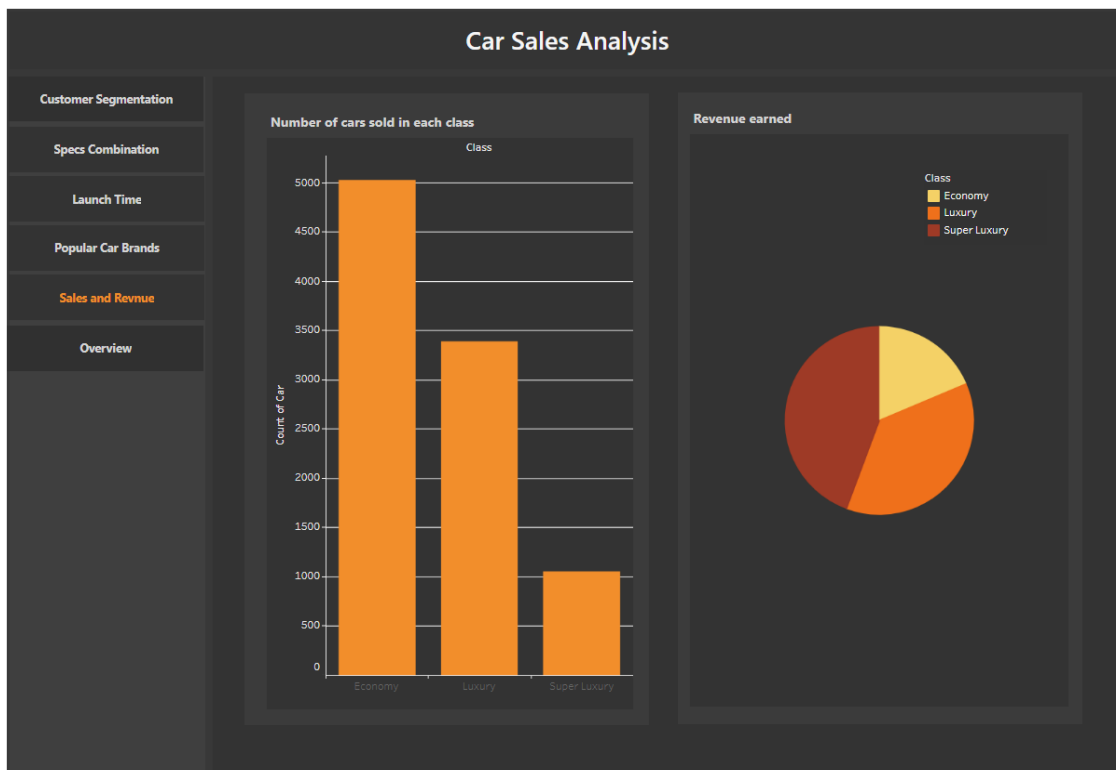 Car Sales Analysis
Customer Segmentation
Specs Combination
Launch Time
Popular Car Brands
Sales and Revnue
Overview
Number of cars sold in each class
Class
5000
4500
4000
3500
3000
2500
2000
1500
1000
500
0
Count of Car
Economy
Luxury
Super Luxury
Revenue earned
Class
Economy
Luxury
Super Luxury